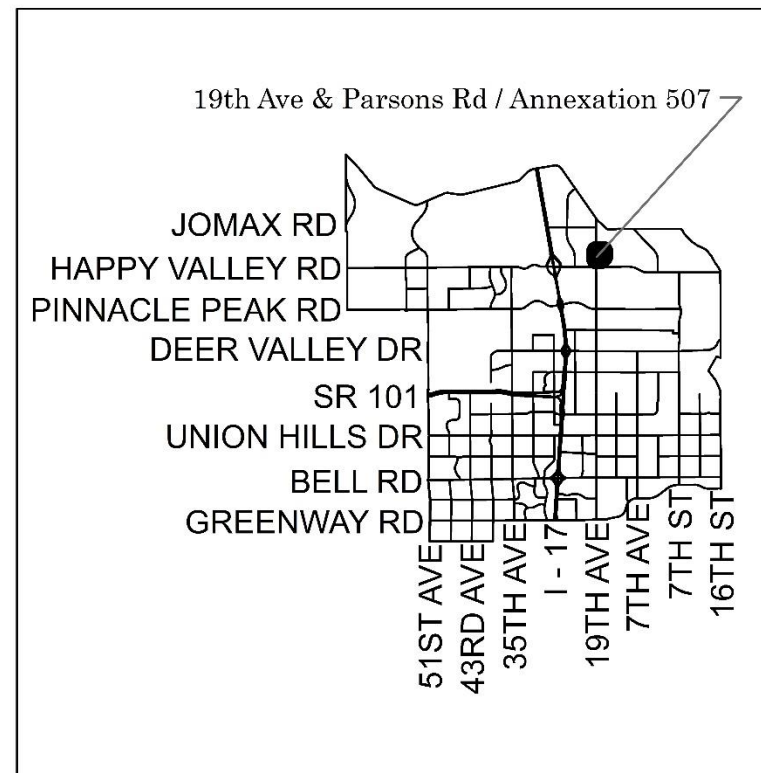 19th Ave & Parsons Rd / Annexation 507
JOMAX RD
HAPPY VALLEY RD
PINNACLE PEAK RD
DEER VALLEY DR
SR 101
UNION HILLS DR
BELL RD
GREENWAY RD
51ST AVE
43RD AVE
35TH AVE
I - 17
19TH AVE
7TH AVE
7TH ST
16TH ST